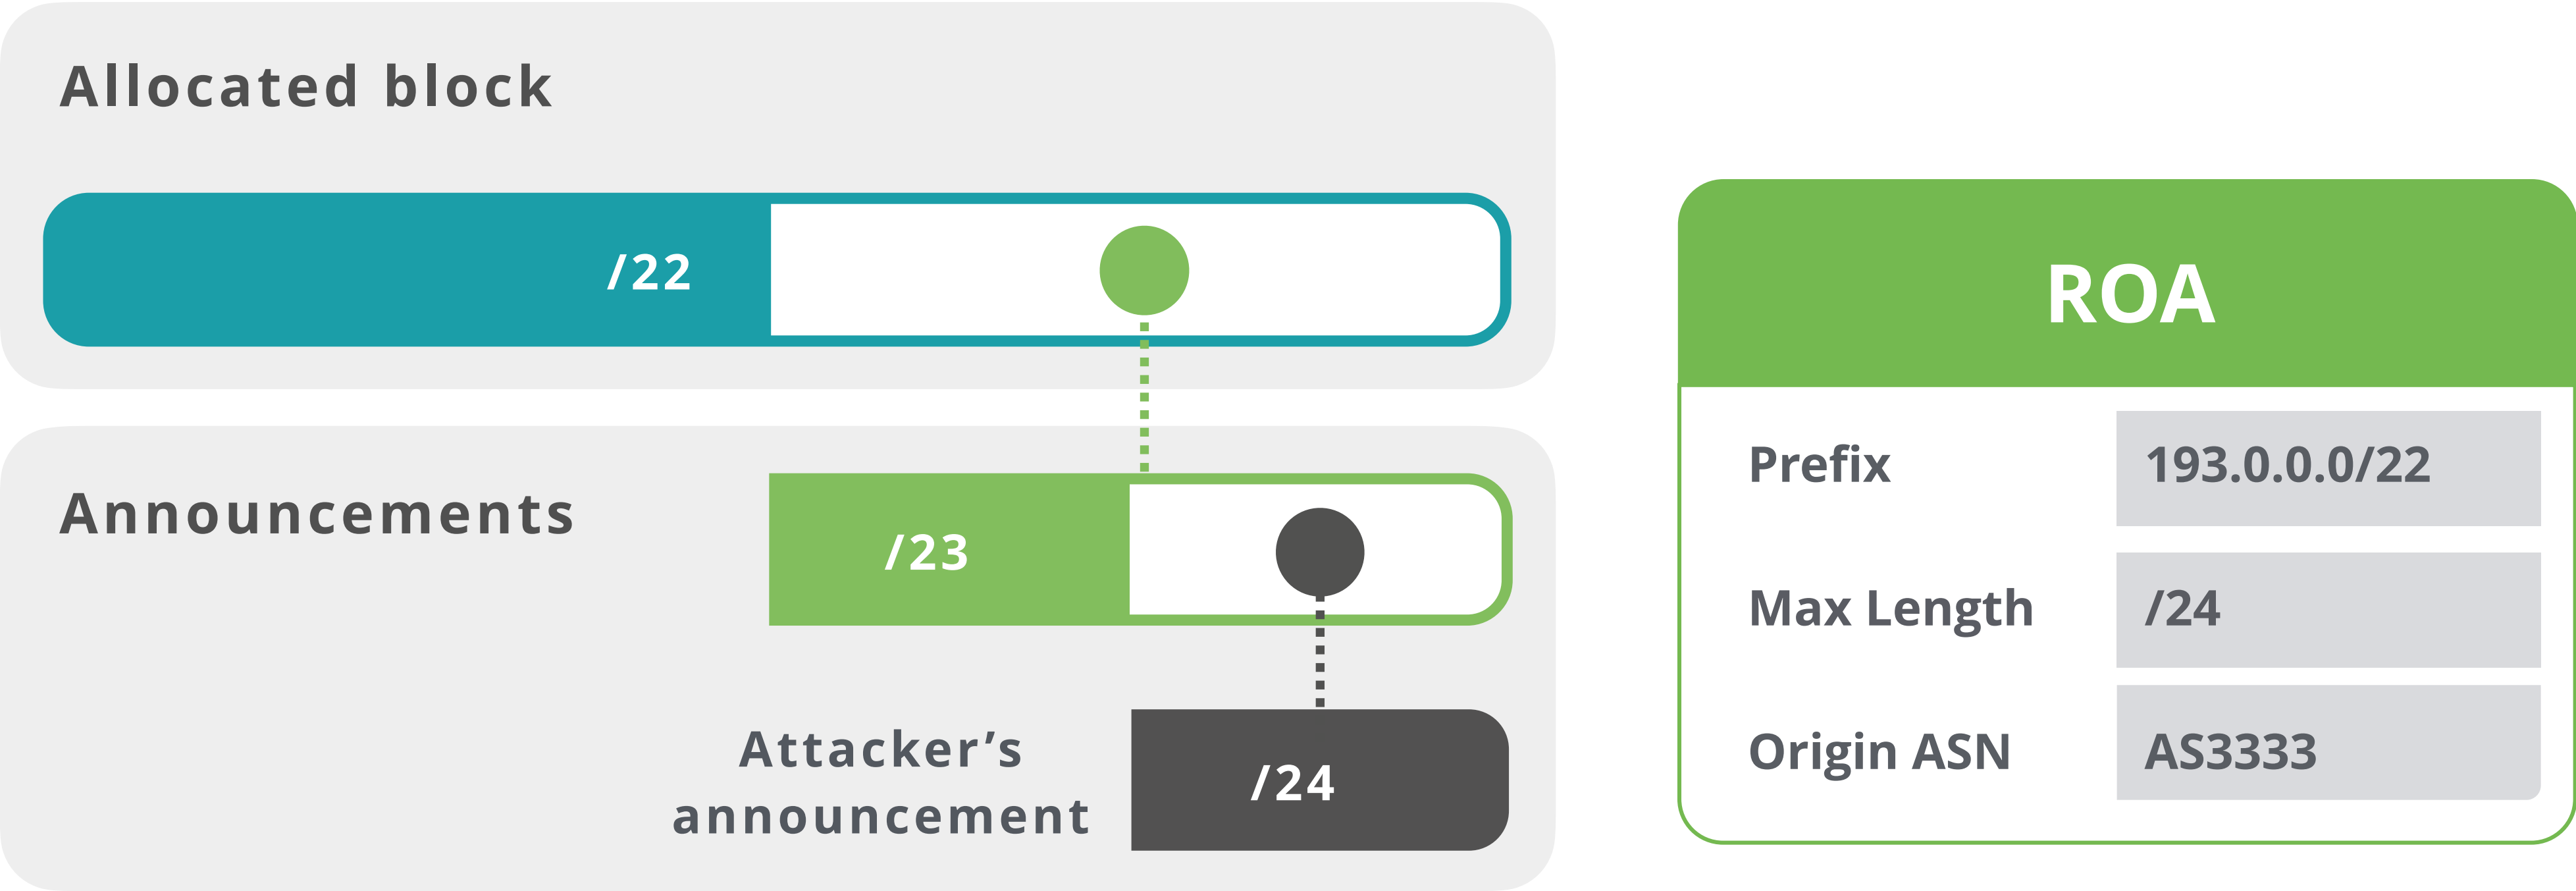 Allocated block
/22
Announcements
/23
Attacker’s
announcement
/24
ROA
Prefix
193.0.0.0/22
Max Length
/24
Origin ASN
AS3333